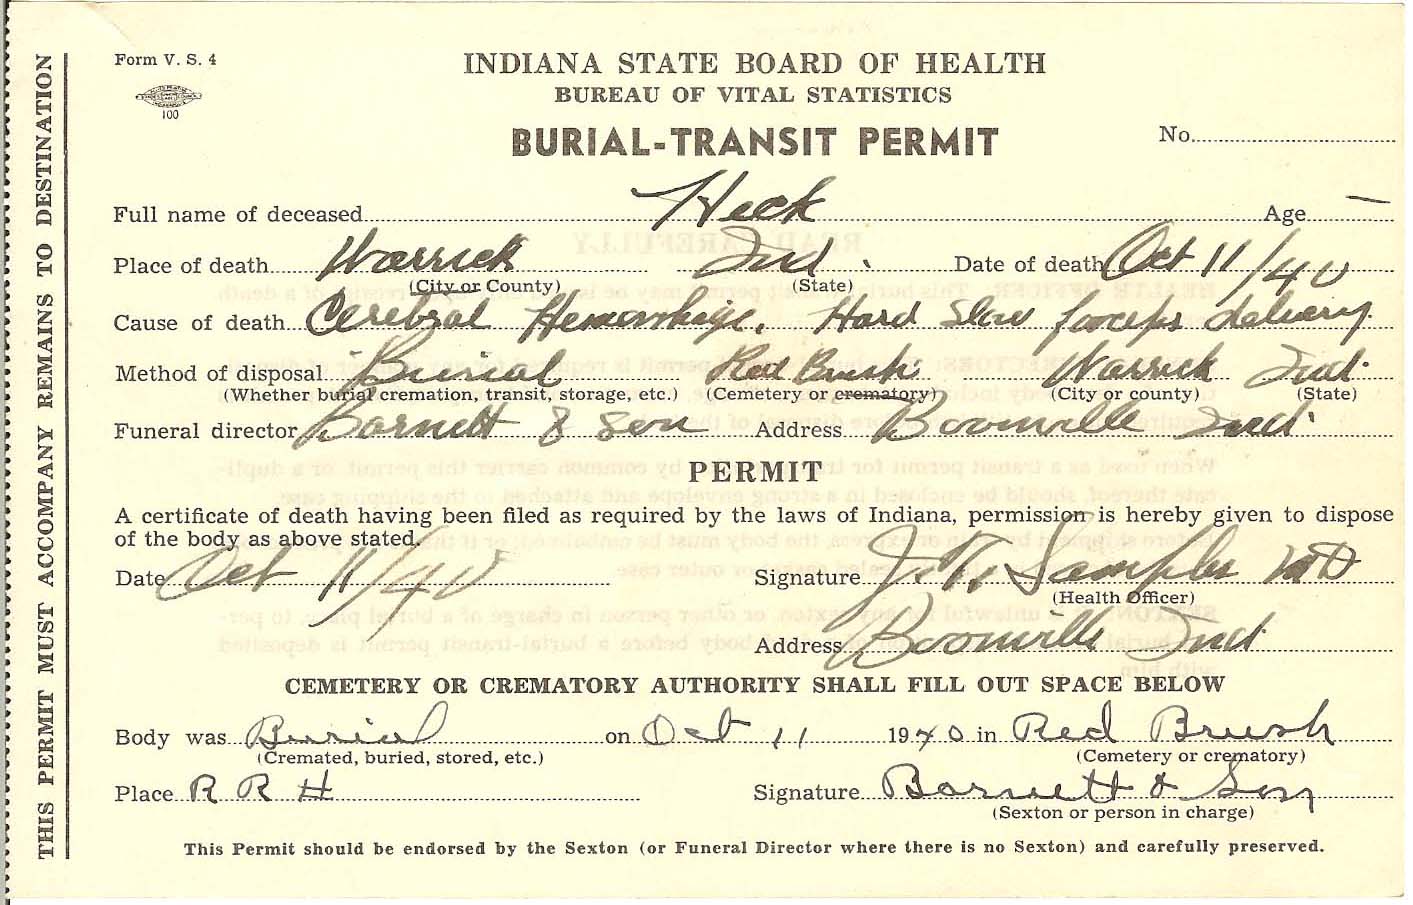 THIS PERMIT MUST ACCOMPANY REMAINS TO DESTINATION
Form V. S. 4
100
INDIANA STATE BOARD OF HEALTH
BUREAU OF VITAL STATISTICS
BURIAL-TRANSIT PERMIT
No.
Full name of deceased Heck Age —
Place of death Warrick Ind. Date of death Oct 11/40
(City or County) (State)
Cause of death Cerebral Hemorrhage. Hard Slow forceps delivery.
Method of disposal Buried Red Brush Warrick Ind.
(Whether burial cremation, transit, storage, etc.) (Cemetery or crematory) (City or county) (State)
Funeral director Barnett & Son Address Boonville Ind.
PERMIT
A certificate of death having been filed as required by the laws of Indiana, permission is hereby given to dispose
of the body as above stated.
Date Oct 11/40 Signature Samples MD
(Health Officer)
Address Boonville Ind
CEMETERY OR CREMATORY AUTHORITY SHALL FILL OUT SPACE BELOW
Body was Burial on Oct 11 1940 in Red Brush
(Cremated, buried, stored, etc.) (Cemetery or crematory)
Place R R # Signature Barnett & Son
(Sexton or person in charge)
This Permit should be endorsed by the Sexton (or Funeral Director where there is no Sexton) and carefully preserved.